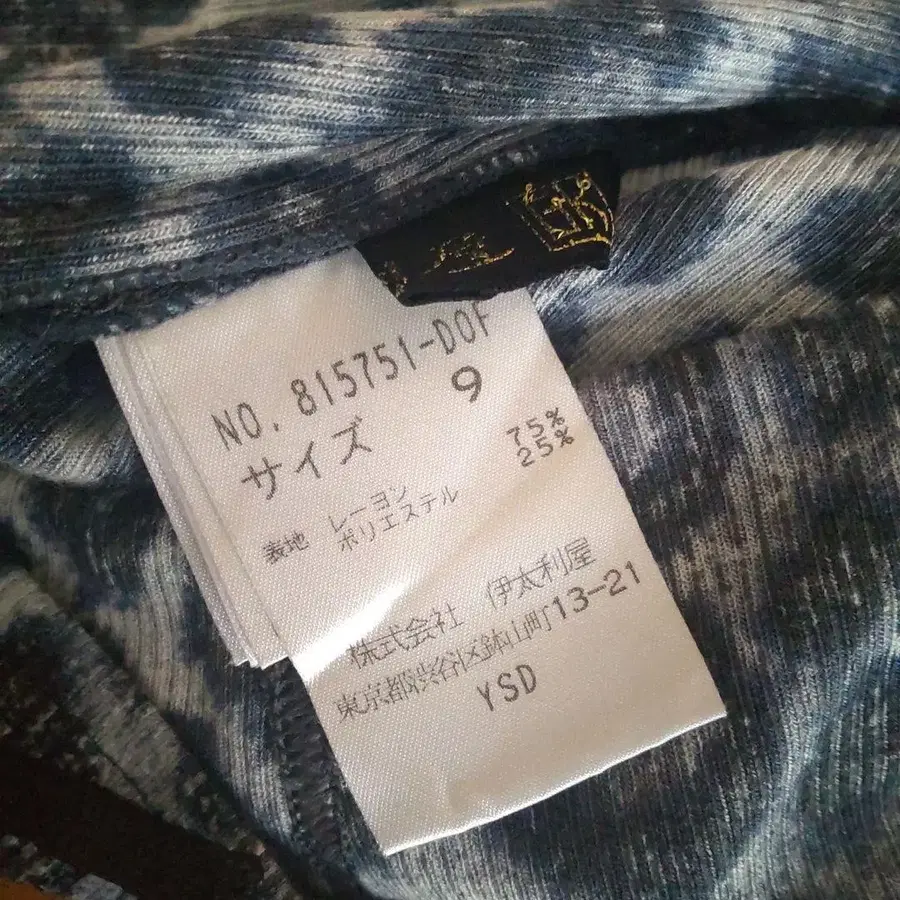 NO. 815751-DOF
サイズ 9
表地 レーヨン 75%
ポリエステル 25%
株式会社 伊太利屋
東京都渋谷区鉢山町13-21
YSD